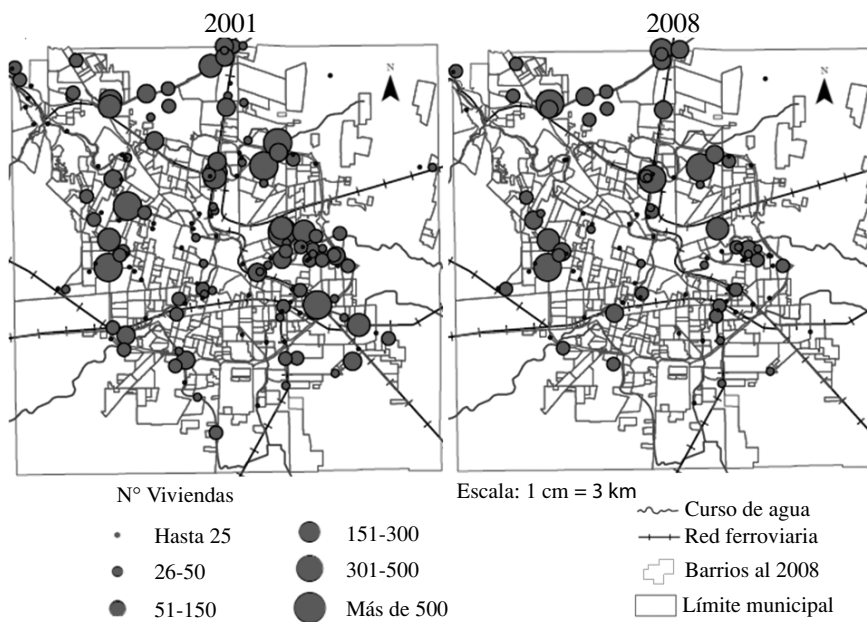 2001
2008
N
N
N° Viviendas
Escala: 1 cm = 3 km
Hasta 25
26-50
51-150
151-300
301-500
Más de 500
Curso de agua
Red ferroviaria
Barrios al 2008
Límite municipal